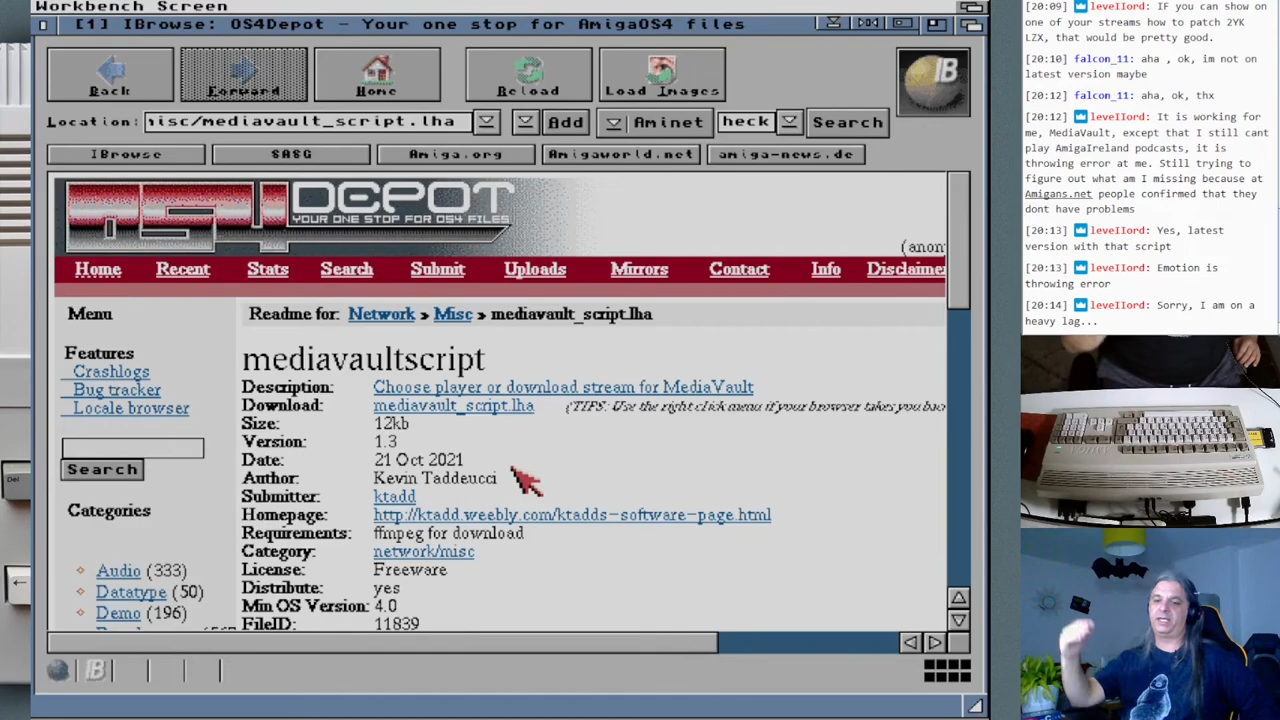 Workbench Screen
[1] IBrowse: OS4Depot - Your one stop for AmigaOS4 files
Back
Forward
Home
Reload
Load Images
Location:
misc/mediavault_script.lha
Add
Aminet
heck
Search
IBrowse
SASG
Amiga.org
Amigaworld.net
amiga-news.de
OS4 DEPOT
YOUR ONE STOP FOR OS4 FILES
(anon
Home Recent Stats Search Submit Uploads Mirrors Contact Info Disclaimer
Menu
Features
Crashlogs
Bug tracker
Locale browser
Search
Categories
Audio (333)
Datatype (50)
Demo (196)
Readme for: Network » Misc » mediavault_script.lha
mediavaultscript
Description: Choose player or download stream for MediaVault
Download: mediavault_script.lha (TIPS: Use the right click menu if your browser takes you back
Size: 12kb
Version: 1.3
Date: 21 Oct 2021
Author: Kevin Taddeucci
Submitter: ktadd
Homepage: http://ktadd.weebly.com/ktadds-software-page.html
Requirements: ffmpeg for download
Category: network/misc
License: Freeware
Distribute: yes
Min OS Version: 4.0
FileID: 11839
[20:09] leveIIord: IF you can show on
one of your streams how to patch 2YK
LZX, that would be pretty good.
[20:10] falcon_11: aha , ok, im not on
latest version maybe
[20:12] falcon_11: aha, ok, thx
[20:12] leveIIord: It is working for
me, MediaVault, except that I still cant
play AmigaIreland podcasts, it is
throwing error at me. Still trying to
figure out what am I missing because at
Amigans.net people confirmed that they
dont have problems
[20:13] leveIIord: Yes, latest
version with that script
[20:13] leveIIord: Emotion is
throwing error
[20:14] leveIIord: Sorry, I am on a
heavy lag...
Del